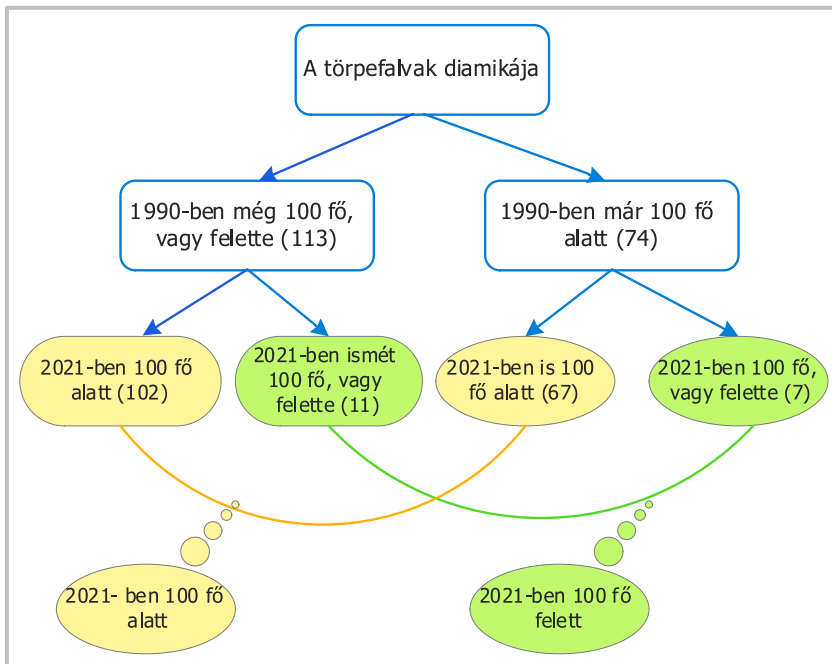 A törpefalvak diamikája
1990-ben még 100 fő,
vagy felette (113)
1990-ben már 100 fő
alatt (74)
2021-ben 100 fő
alatt (102)
2021-ben ismét
100 fő, vagy
felette (11)
2021-ben is 100
fő alatt (67)
2021-ben 100 fő,
vagy felette (7)
2021- ben 100 fő
alatt
2021-ben 100 fő
felett